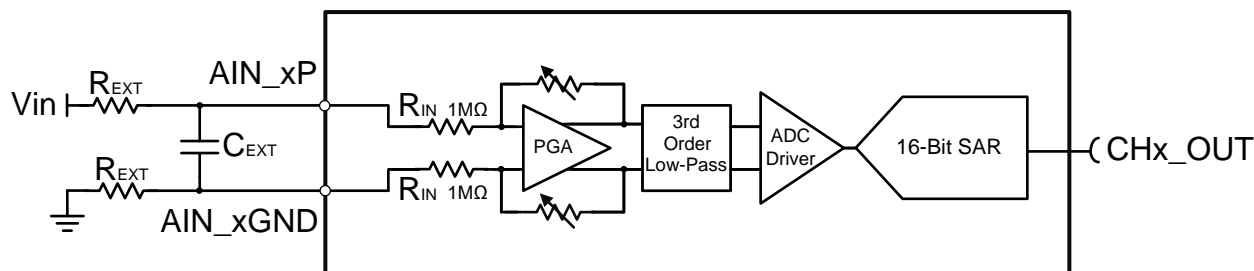 AIN_xP
REXT
Vin
CEXT
REXT
AIN_xGND
RIN 1MΩ
RIN 1MΩ
PGA
3rd
Order
Low-Pass
ADC
Driver
16-Bit SAR
CHx_OUT